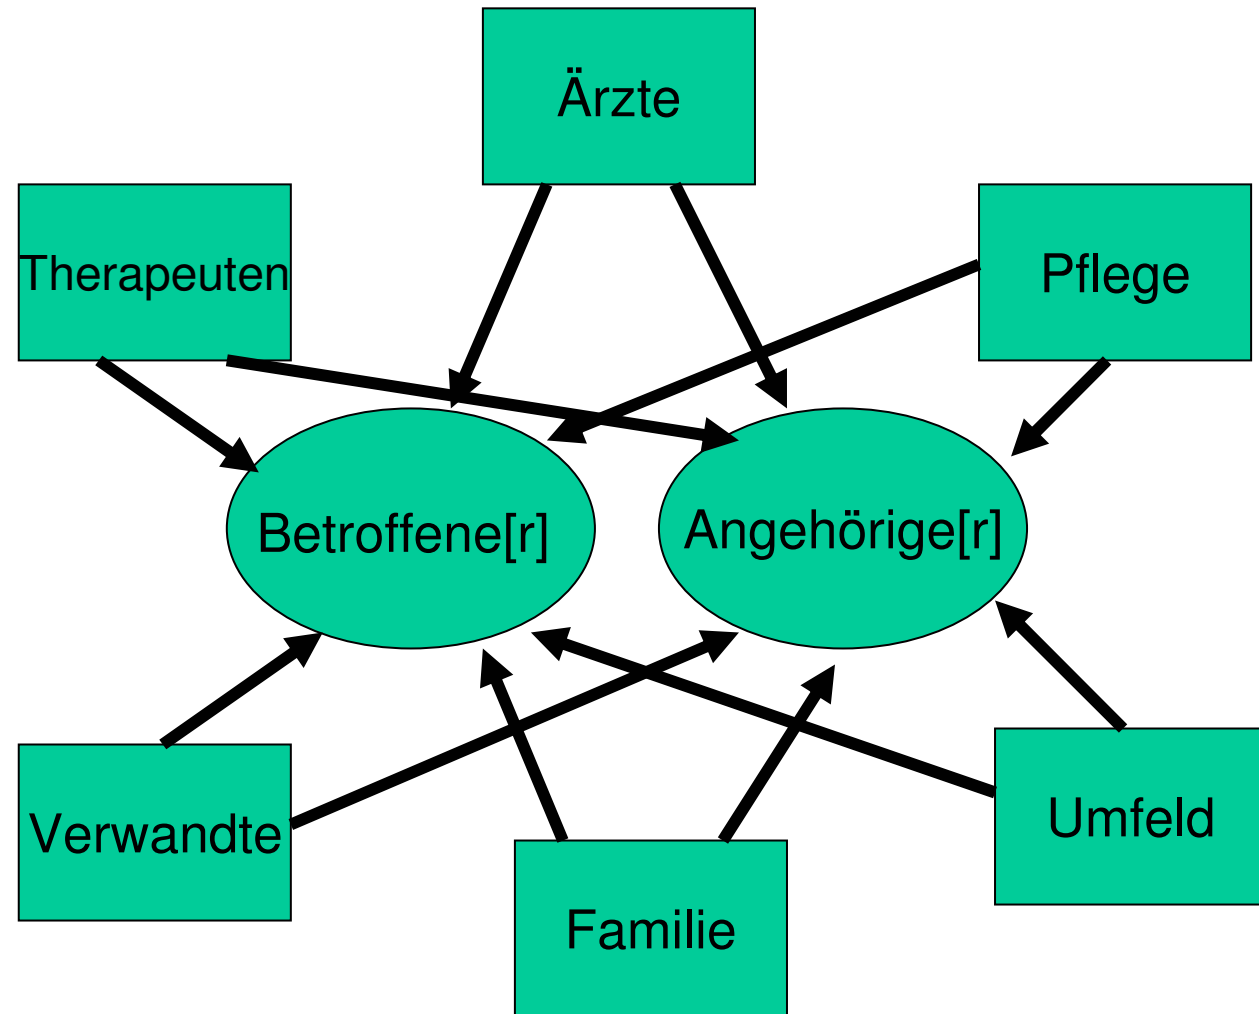 Ärzte
Therapeuten
Pflege
Betroffene[r]
Angehörige[r]
Verwandte
Umfeld
Familie